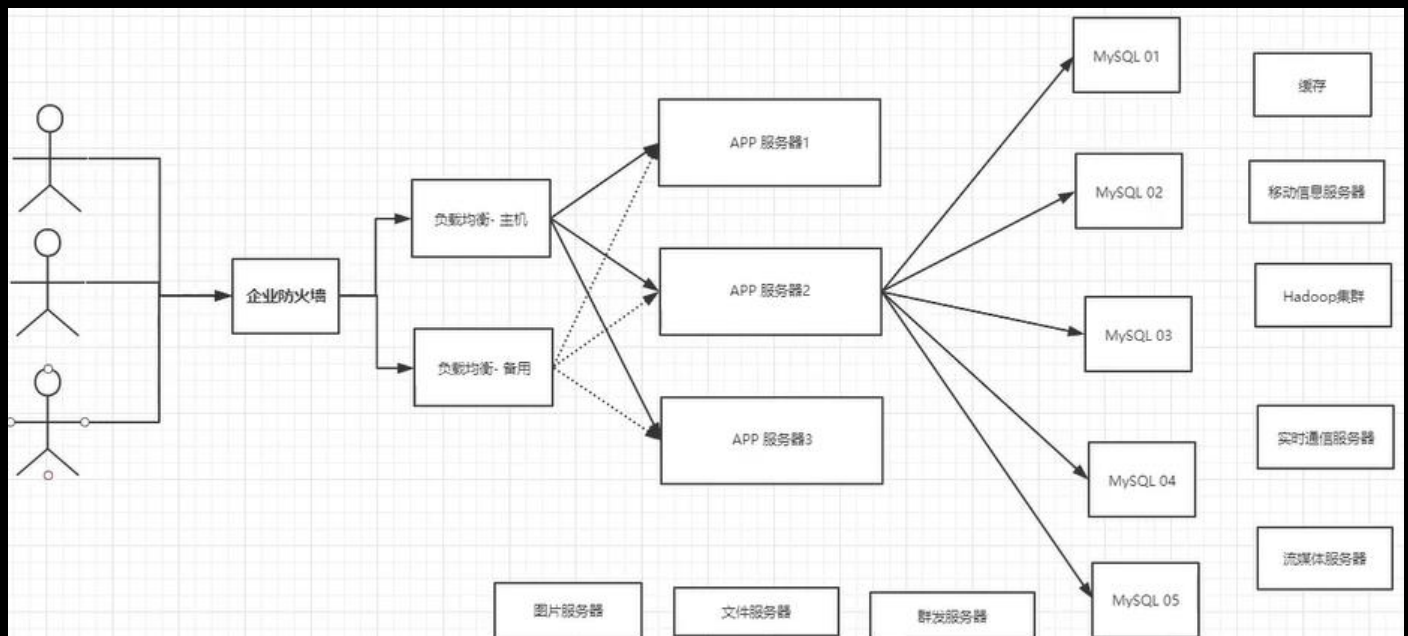 企业防火墙
负载均衡- 主机
负载均衡- 备用
APP 服务器1
APP 服务器2
APP 服务器3
MySQL 01
MySQL 02
MySQL 03
MySQL 04
MySQL 05
缓存
移动信息服务器
Hadoop集群
实时通信服务器
流媒体服务器
图片服务器
文件服务器
群发服务器